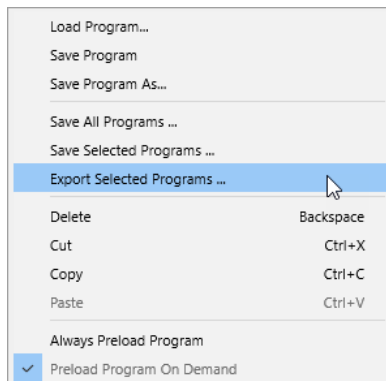 Load Program...
Save Program
Save Program As...
Save All Programs ...
Save Selected Programs ...
Export Selected Programs ...
Delete Backspace
Cut Ctrl+X
Copy Ctrl+C
Paste Ctrl+V
Always Preload Program
Preload Program On Demand